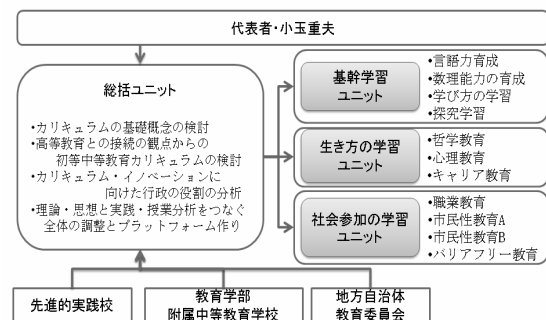 代表者・小玉重夫
総括ユニット
・カリキュラムの基礎概念の検討
・高等教育との接続の観点からの
初等中等教育カリキュラムの検討
・カリキュラム・イノベーションに
向けた行政の役割の分析
・理論・思想と実践・授業分析をつなぐ
全体の調整とプラットフォーム作り
基幹学習
ユニット
・言語力育成
・数理能力の育成
・学び方の学習
・探究学習
生き方の学習
ユニット
・哲学教育
・心理教育
・キャリア教育
社会参加の学習
ユニット
・職業教育
・市民性教育A
・市民性教育B
・バリアフリー教育
先進的実践校
教育学部
附属中等教育学校
地方自治体
教育委員会